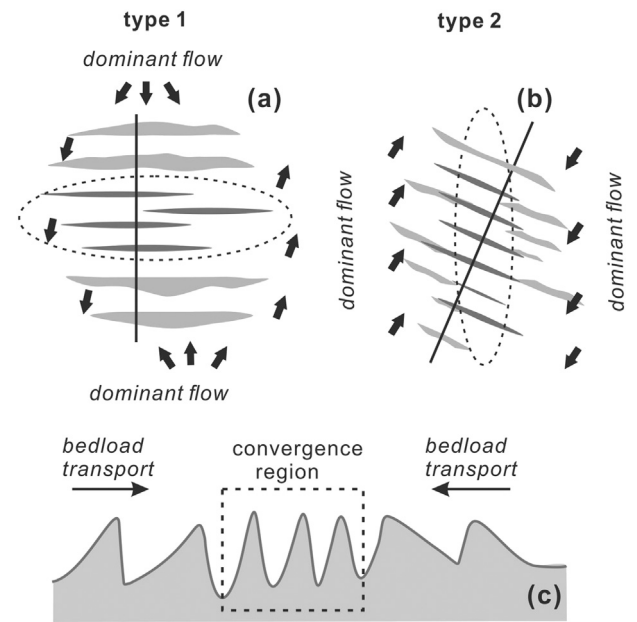 type 1
dominant flow
(a)
dominant flow
dominant flow
type 2
(b)
dominant flow
bedload
transport
convergence
region
bedload
transport
(c)